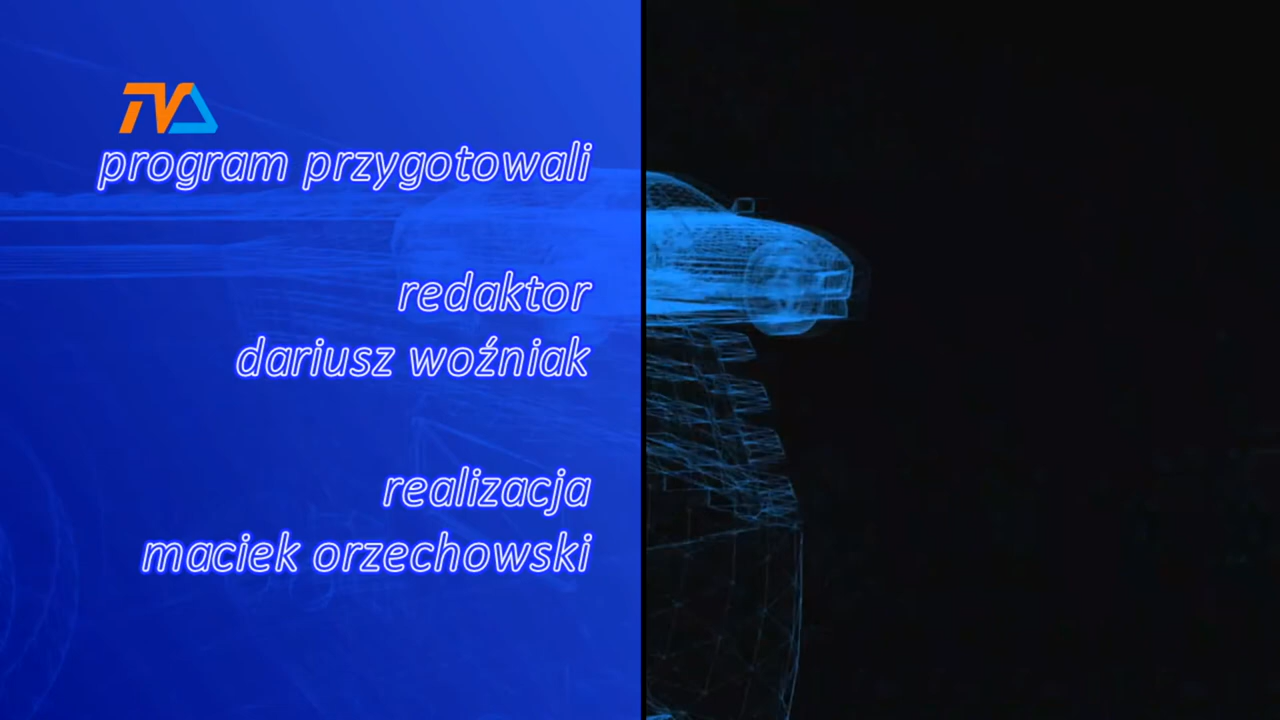 TVA
program przygotowali
redaktor
dariusz woźniak
realizacja
maciek orzechowski